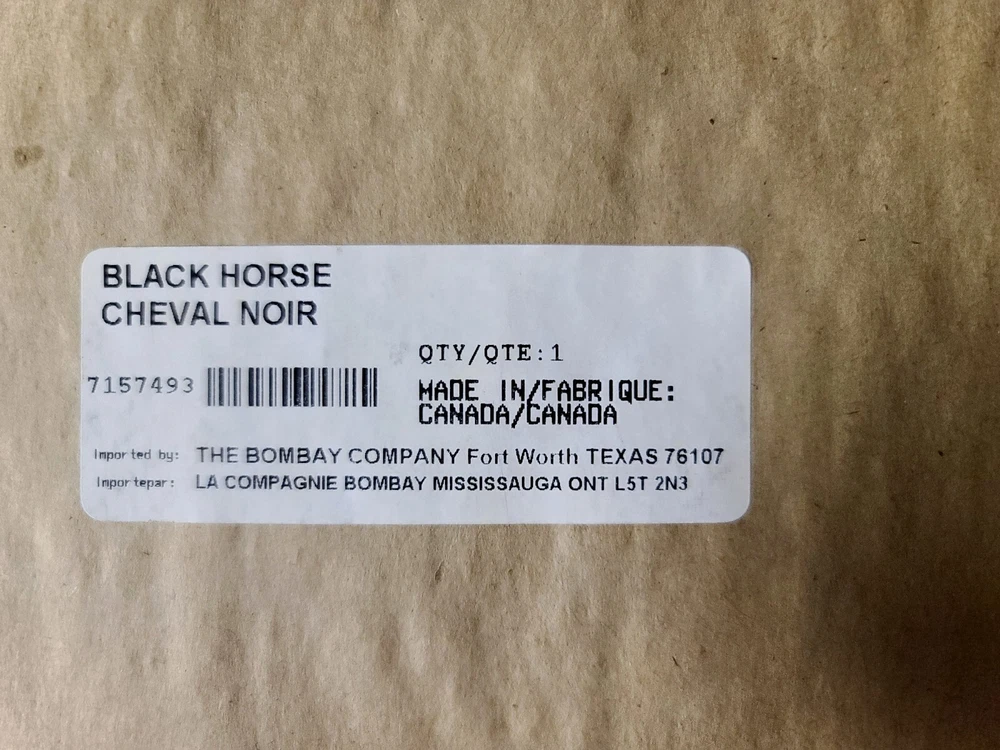 BLACK HORSE
CHEVAL NOIR
QTY/QTE:1
7157493
MADE IN/FABRIQUE:
CANADA/CANADA
Imported by: THE BOMBAY COMPANY Fort Worth TEXAS 76107
Importepar: LA COMPAGNIE BOMBAY MISSISSAUGA ONT L5T 2N3